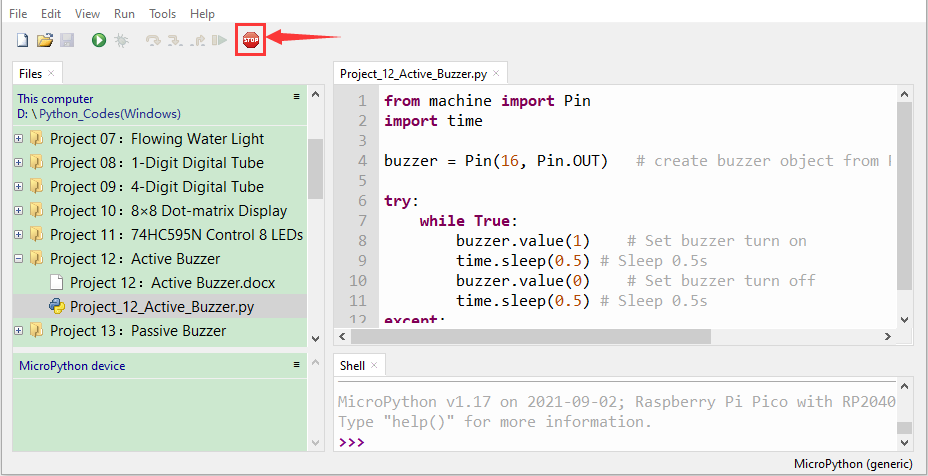 File Edit View Run Tools Help
STOP
Files
This computer
D: \ Python_Codes(Windows)
Project 07：Flowing Water Light
Project 08：1-Digit Digital Tube
Project 09：4-Digit Digital Tube
Project 10：8×8 Dot-matrix Display
Project 11：74HC595N Control 8 LEDs
Project 12：Active Buzzer
Project 12：Active Buzzer.docx
Project_12_Active_Buzzer.py
Project 13：Passive Buzzer
MicroPython device
Project_12_Active_Buzzer.py
1 from machine import Pin
2 import time
3
4 buzzer = Pin(16, Pin.OUT)   # create buzzer object from
5
6 try:
7     while True:
8         buzzer.value(1)    # Set buzzer turn on
9         time.sleep(0.5) # Sleep 0.5s
10         buzzer.value(0)    # Set buzzer turn off
11         time.sleep(0.5) # Sleep 0.5s
except:
Shell
MicroPython v1.17 on 2021-09-02; Raspberry Pi Pico with RP2040
Type "help()" for more information.
>>>
MicroPython (generic)